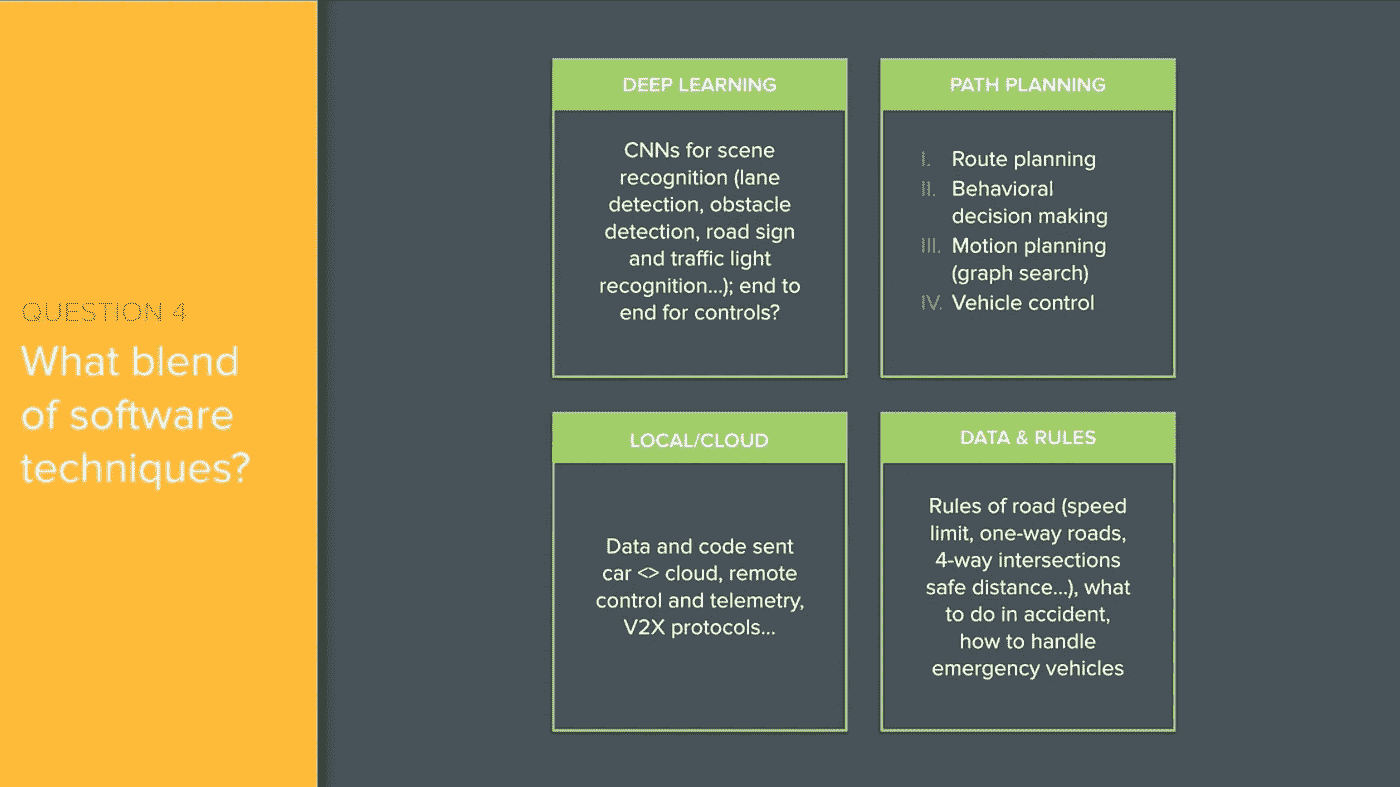 QUESTION 4
What blend
of software
techniques?
DEEP LEARNING
CNNs for scene
recognition (lane
detection, obstacle
detection, road sign
and traffic light
recognition...); end to
end for controls?
PATH PLANNING
I. Route planning
II. Behavioral
decision making
III. Motion planning
(graph search)
IV. Vehicle control
LOCAL/CLOUD
Data and code sent
car <> cloud, remote
control and telemetry,
V2X protocols...
DATA & RULES
Rules of road (speed
limit, one-way roads,
4-way intersections
safe distance...), what
to do in accident,
how to handle
emergency vehicles